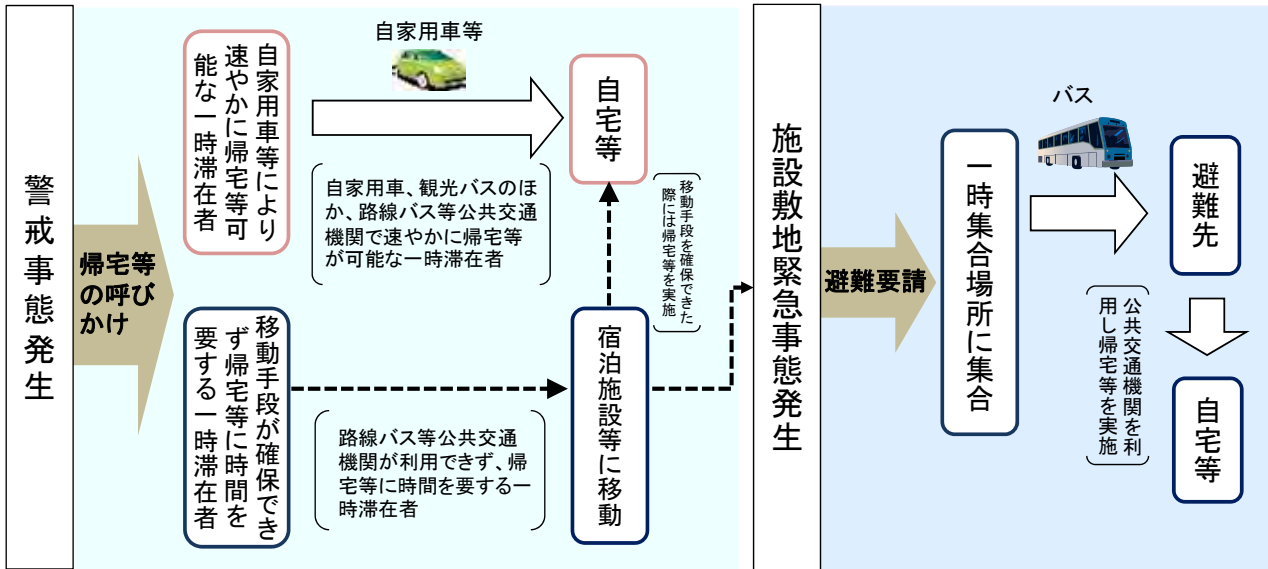 警戒事態発生
帰宅等
の呼び
かけ
自家用車等により
速やかに帰宅等可
能な一時滞在者
自家用車等
自家用車、観光バスのほ
か、路線バス等公共交通
機関で速やかに帰宅等
が可能な一時滞在者
自宅等
移動手段を確保できた
際には帰宅等を実施
移動手段が確保でき
ず帰宅等に時間を
要する一時滞在者
路線バス等公共交通
機関が利用できず、帰
宅等に時間を要する一
時滞在者
宿泊施設等に移動
施設敷地緊急事態発生
避難要請
一時集合場所に集合
バス
避難先
公共交通機関を利
用し帰宅等を実施
自宅等